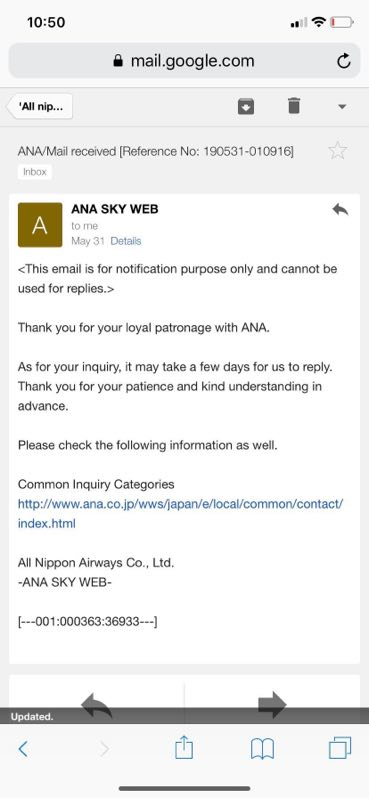 10:50
mail.google.com
'All nip...
ANA/Mail received [Reference No: 190531-010916]
Inbox
A
ANA SKY WEB
to me
May 31 Details
<This email is for notification purpose only and cannot be
used for replies.>
Thank you for your loyal patronage with ANA.
As for your inquiry, it may take a few days for us to reply.
Thank you for your patience and kind understanding in
advance.
Please check the following information as well.
Common Inquiry Categories
http://www.ana.co.jp/wws/japan/e/local/common/contact/
index.html
All Nippon Airways Co., Ltd.
-ANA SKY WEB-
[---001:000363:36933---]
Updated.